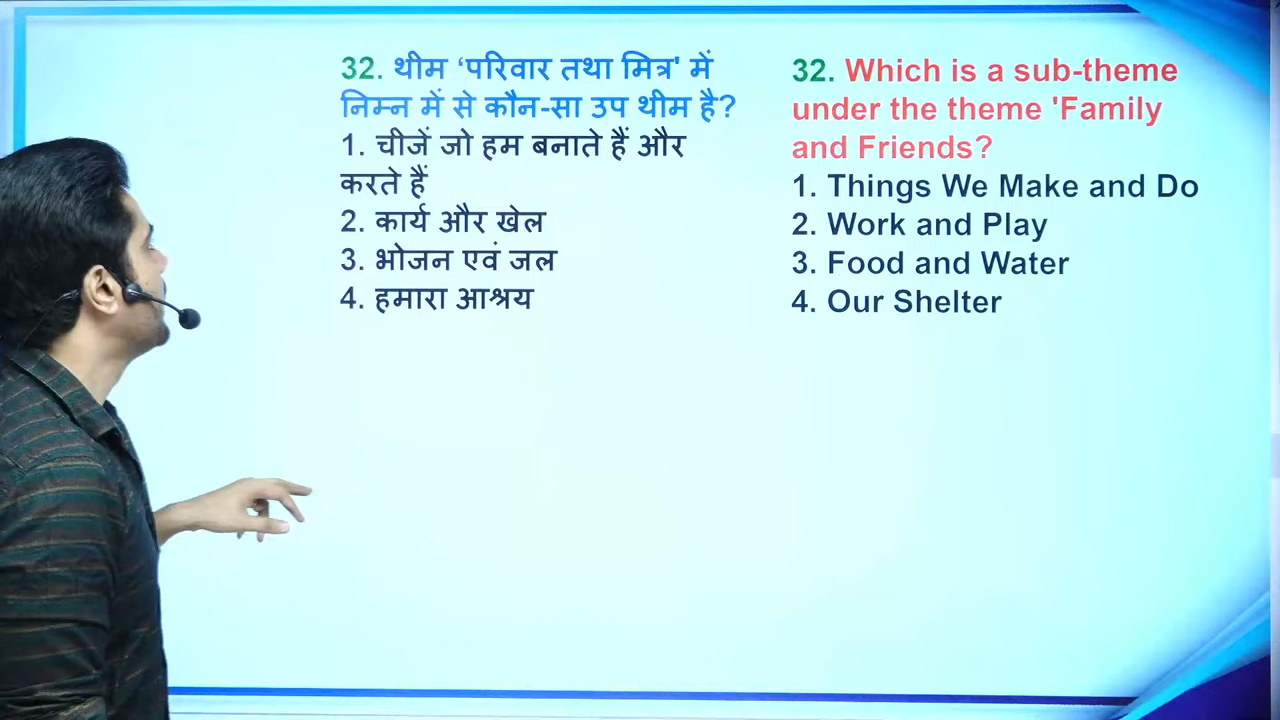 32. थीम ‘परिवार तथा मित्र' में
निम्न में से कौन-सा उप थीम है?
1. चीजें जो हम बनाते हैं और
करते हैं
2. कार्य और खेल
3. भोजन एवं जल
4. हमारा आश्रय
32. Which is a sub-theme
under the theme 'Family
and Friends?
1. Things We Make and Do
2. Work and Play
3. Food and Water
4. Our Shelter